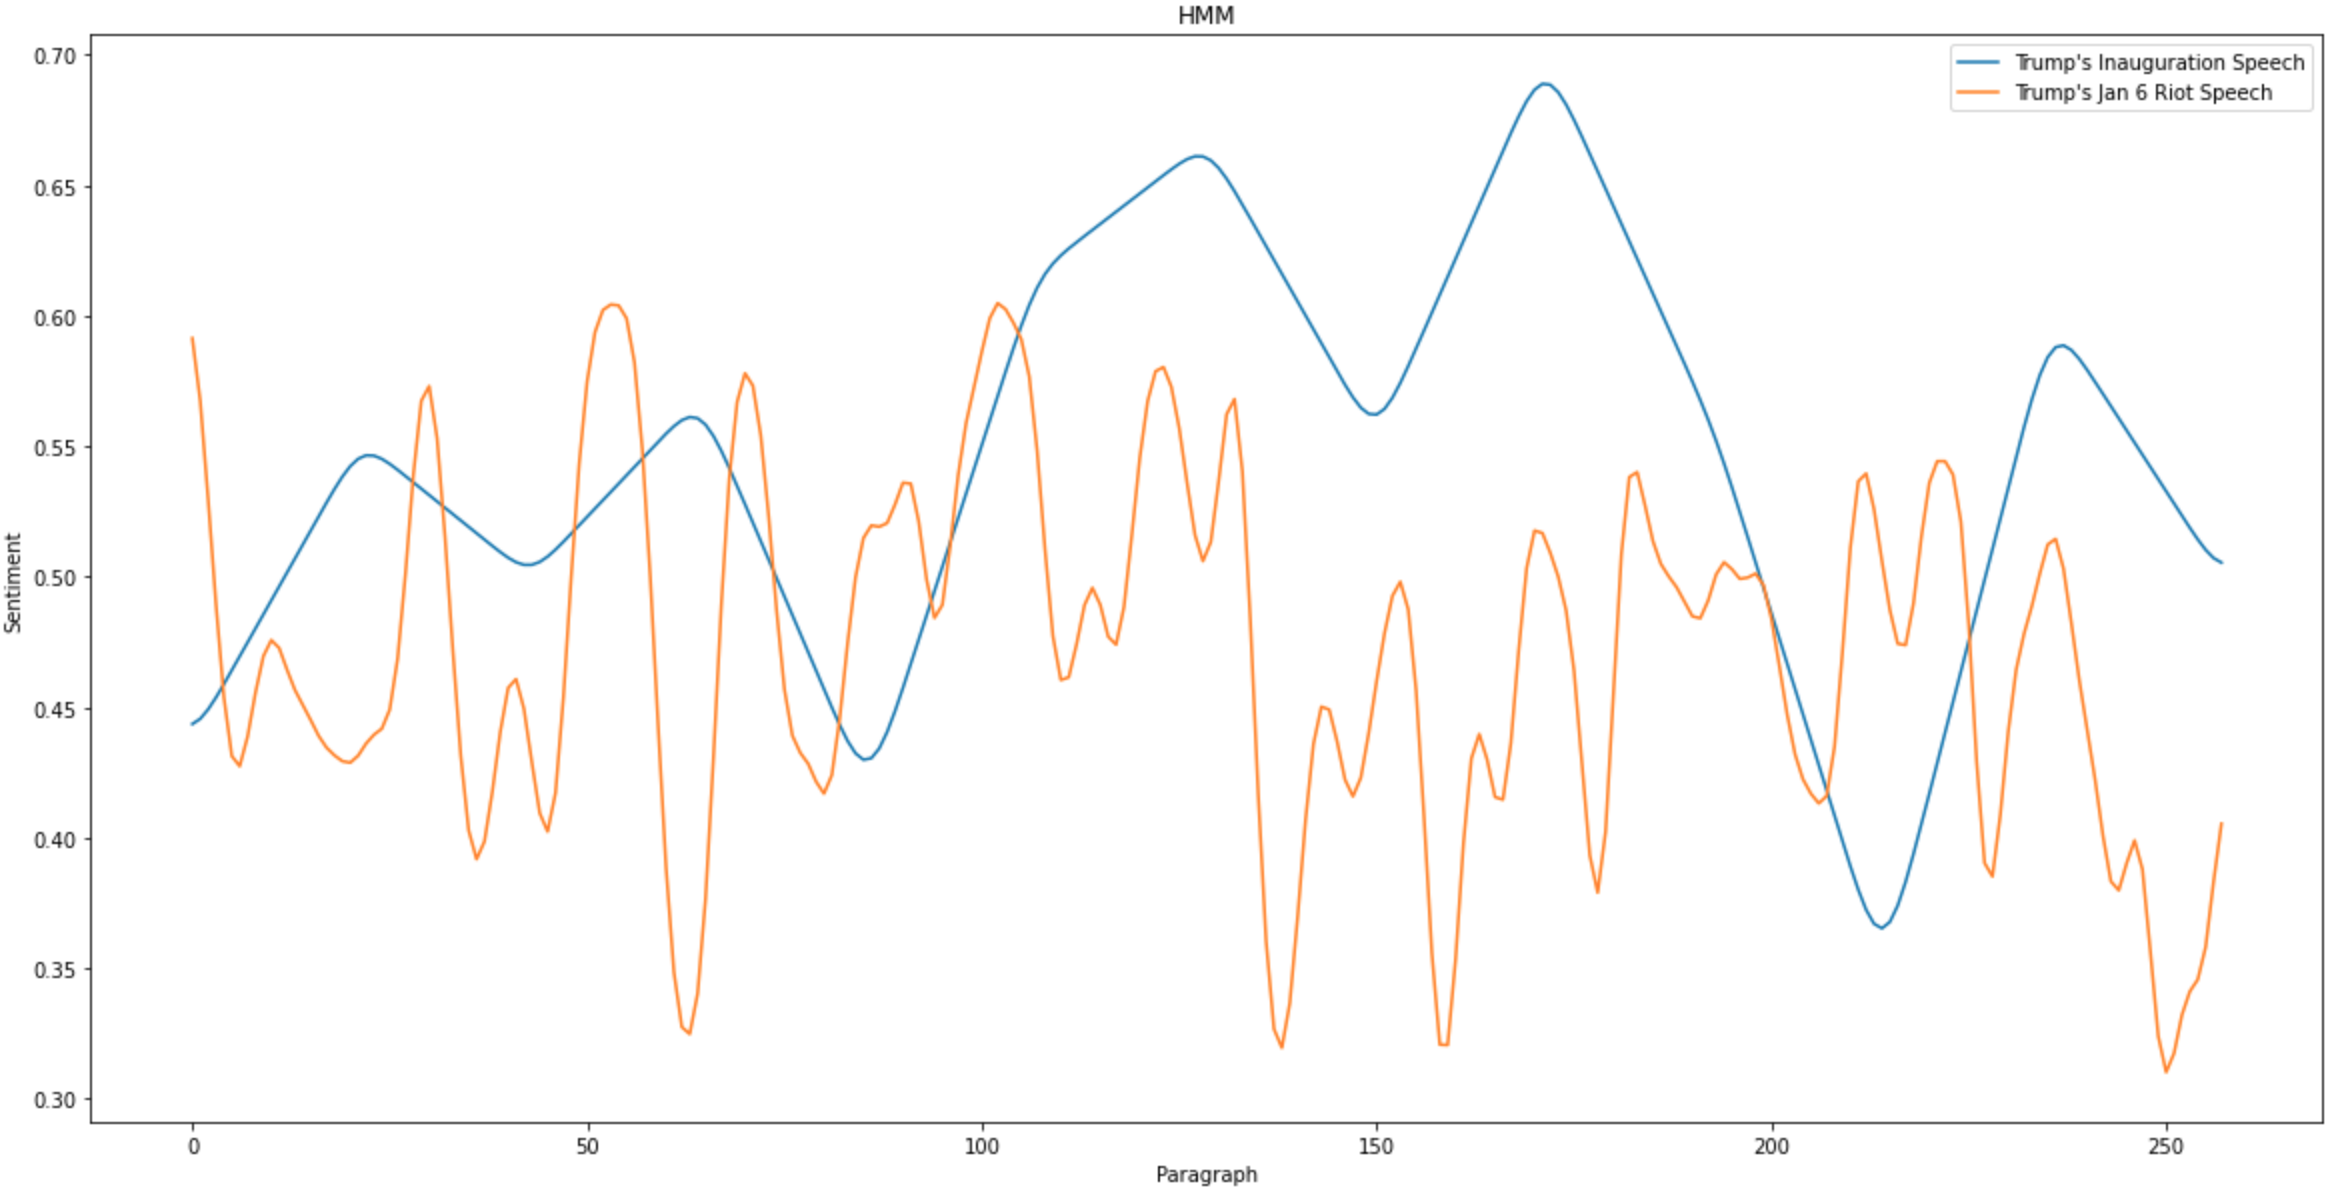 HMM
0.70
0.65
0.60
0.55
0.50
0.45
0.40
0.35
0.30
Sentiment
Trump's Inauguration Speech
Trump's Jan 6 Riot Speech
0 50 100 150 200 250
Paragraph